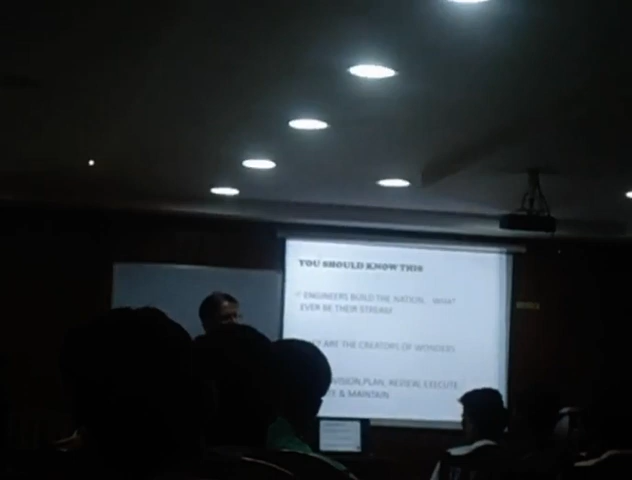 YOU SHOULD KNOW THIS
ENGINEERS BUILD THE NATION, WHAT
EVER BE THEIR STREAM
ARE THE CREATORS OF WONDERS
VISION,PLAN, REVIEW, EXECUTE
& MAINTAIN